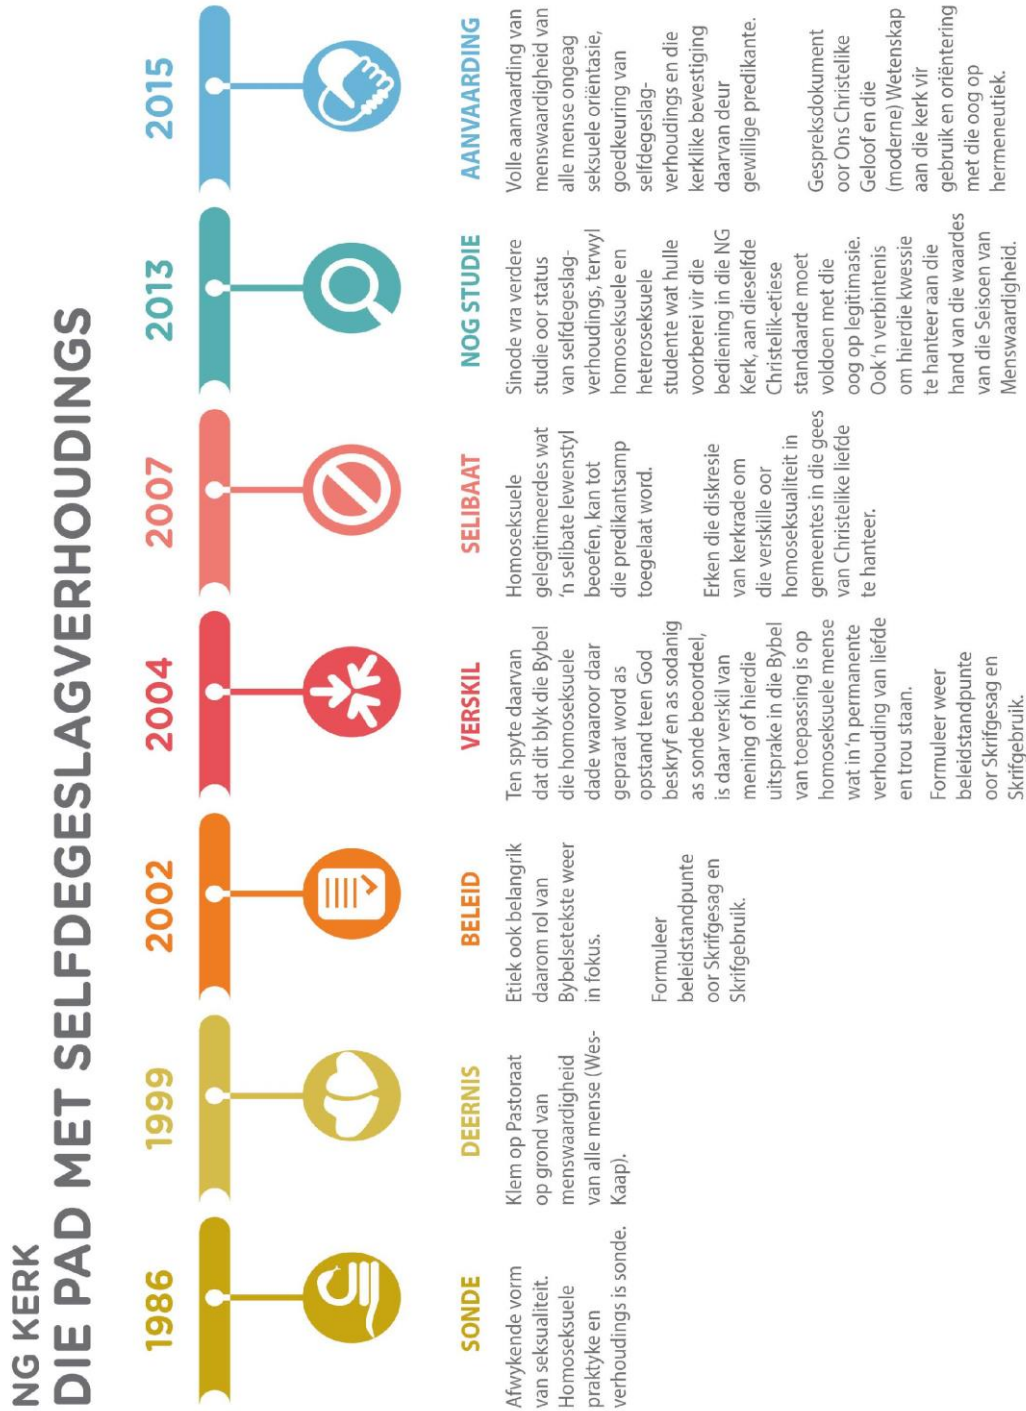 NG KERK
DIE PAD MET SELFDEGESLAGVERHOUDINGS
1986
SONDE
Afwykende vorm
van seksualiteit.
Homoseksuele
praktyke en
verhoudings is sonde.
1999
DEERNIS
Klem op Pastoraat
op grond van
menswaardigheid
van alle mense (Wes-
Kaap).
2002
BELEID
Etiek ook belangrik
daarom rol van
Bybelsetekste weer
in fokus.
Formuleer
beleidstandpunte
oor Skrifgesag en
Skrifgebruik.
2004
VERSKIL
Ten spyte daarvan
dat dit blyk die Bybel
die homoseksuele
dade waaroor daar
gepraat word as
opstand teen God
beskryf en as sodanig
as sonde beoordeel,
is daar verskil van
mening of hierdie
uitsprake in die Bybel
van toepassing is op
homoseksuele mense
wat in 'n permanente
verhouding van liefde
en trou staan.
Formuleer weer
beleidstandpunte
oor Skrifgesag en
Skrifgebruik.
2007
SELIBAAT
Homoseksuele
gelegitimeerdes wat
'n selibate lewenstyl
beoefen, kan tot
die predikantsamp
toegelaat word.
Erken die diskresie
van kerkrade om
die verskille oor
homoseksualiteit in
gemeentes in die gees
van Christelike liefde
te hanteer.
2013
NOG STUDIE
Sinode vra verdere
studie oor status
van selfdegeslag-
verhoudings, terwyl
homoseksuele en
heteroseksuele
studente wat hulle
voorberei vir die
bediening in die NG
Kerk, aan dieselfde
Christelik-etiese
standaarde moet
voldoen met die
oog op legitimasie.
Ook 'n verbintenis
om hierdie kwessie
te hanteer aan die
hand van die waardes
van die Seisoen van
Menswaardigheid.
2015
AANVAARDING
Volle aanvaarding van
menswaardigheid van
alle mense ongeag
seksuele oriëntasie,
goedkeuring van
selfdegeslag-
verhoudings en die
kerklike bevestiging
daarvan deur
gewillige predikante.
Gespreksdokument
oor Ons Christelike
Geloof en die
(moderne) Wetenskap
aan die kerk vir
gebruik en oriëntering
met die oog op
hermeneutiek.